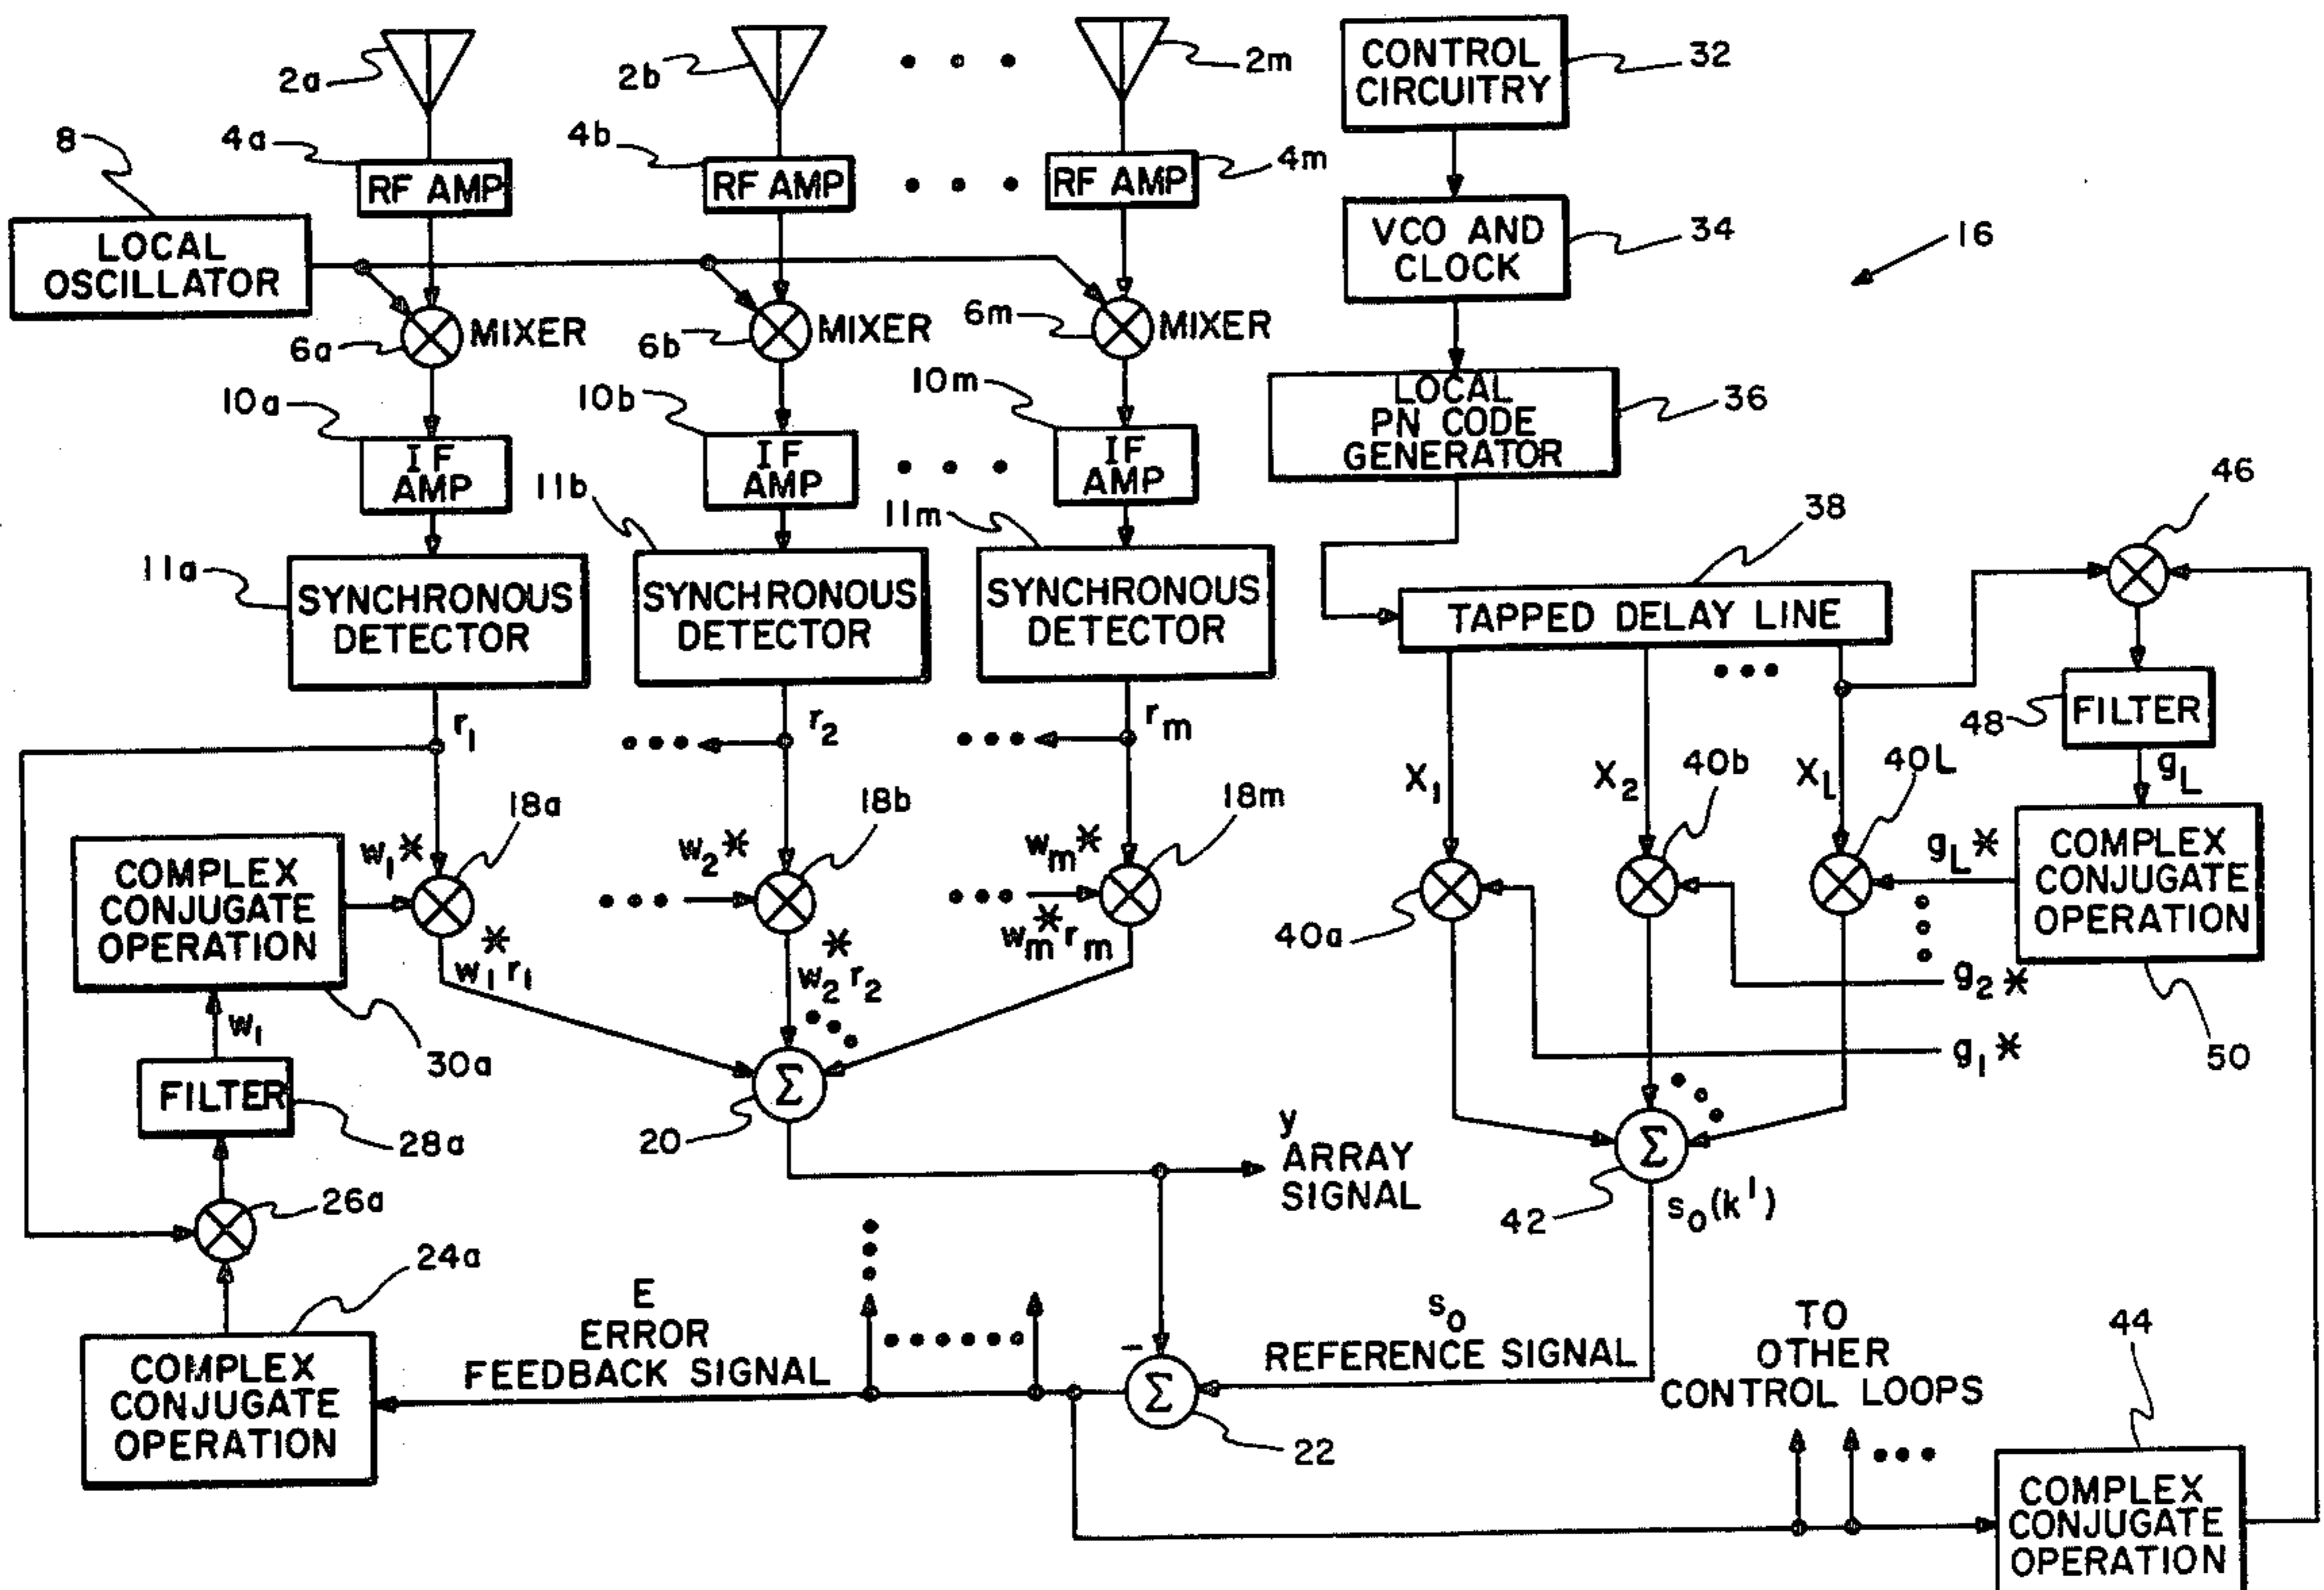 2a
2b
2m
CONTROL
CIRCUITRY
32
8
4a
4b
4m
RF AMP
RF AMP
RF AMP
LOCAL
OSCILLATOR
VCO AND
CLOCK
34
16
6a
MIXER
6b
MIXER
6m
MIXER
10a
10b
10m
LOCAL
PN CODE
GENERATOR
36
IF
AMP
IF
AMP
IF
AMP
11a
11b
11m
38
46
SYNCHRONOUS
DETECTOR
SYNCHRONOUS
DETECTOR
SYNCHRONOUS
DETECTOR
TAPPED DELAY LINE
r1
r2
rm
48
FILTER
gL
X1
X2
40b
XL
40L
18a
18b
18m
COMPLEX
CONJUGATE
OPERATION
w1*
w2*
wm*
gL*
COMPLEX
CONJUGATE
OPERATION
w1*r1
w2*r2
wm*rm
40a
g2*
g1*
50
w1
30a
FILTER
28a
Σ
20
y
ARRAY
SIGNAL
Σ
42
s0(k')
26a
24a
E
ERROR
FEEDBACK SIGNAL
-
Σ
22
s0
REFERENCE SIGNAL
TO
OTHER
CONTROL LOOPS
44
COMPLEX
CONJUGATE
OPERATION
COMPLEX
CONJUGATE
OPERATION